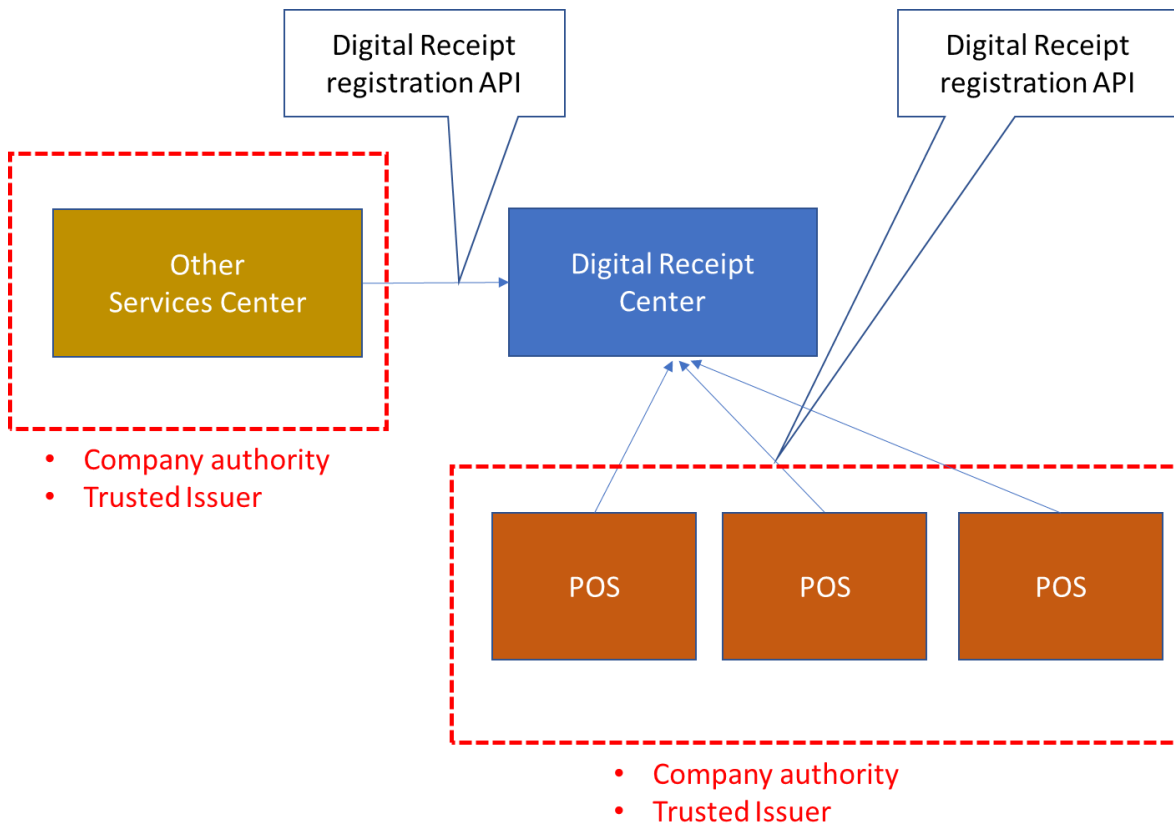 Digital Receipt
registration API
Digital Receipt
registration API
Other
Services Center
Digital Receipt
Center
• Company authority
• Trusted Issuer
POS
POS
POS
• Company authority
• Trusted Issuer